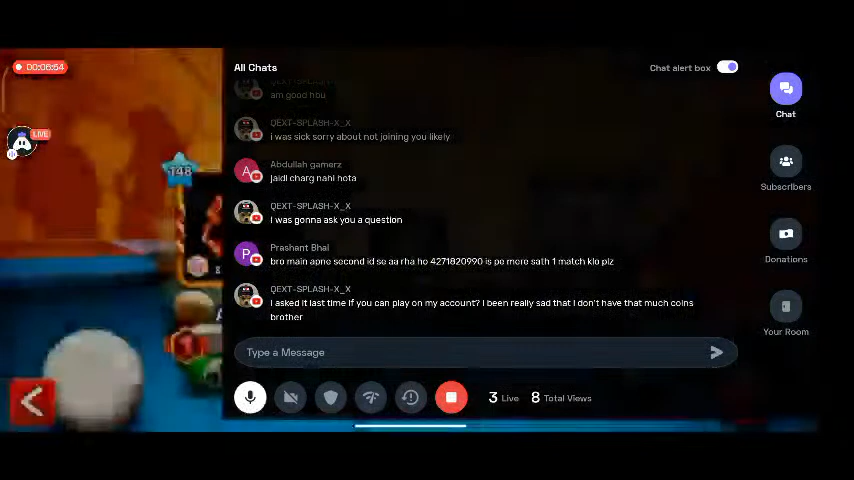 00:06:54
All Chats
Chat alert box
LIVE
am good hbu
Chat
QEXT-SPLASH-X_X
i was sick sorry about not joining you likely
148
Abdullah gamerz
jaldi charg nahi hota
Subscribers
QEXT-SPLASH-X_X
I was gonna ask you a question
Prashant Bhai
bro main apne second id se aa rha ho 4271820990 is pe mere sath 1 match klo plz
Donations
QEXT-SPLASH-X_X
I asked it last time if you can play on my account? I been really sad that I don't have that much coins
brother
Your Room
Type a Message
3 Live 8 Total Views